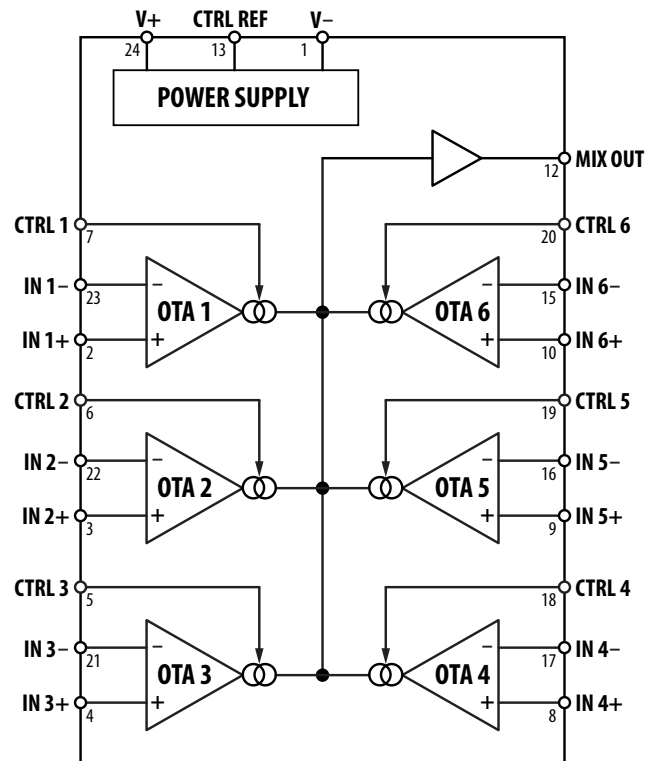 V+ CTRL REF V−
24 13 1
POWER SUPPLY
MIX OUT
12
CTRL 1 CTRL 6
7 20
IN 1− − − IN 6−
23 OTA 1 OTA 6 15
IN 1+ + + IN 6+
2 10
CTRL 2 CTRL 5
6 19
IN 2− − − IN 5−
22 OTA 2 OTA 5 16
IN 2+ + + IN 5+
3 9
CTRL 3 CTRL 4
5 18
IN 3− − − IN 4−
21 OTA 3 OTA 4 17
IN 3+ + + IN 4+
4 8